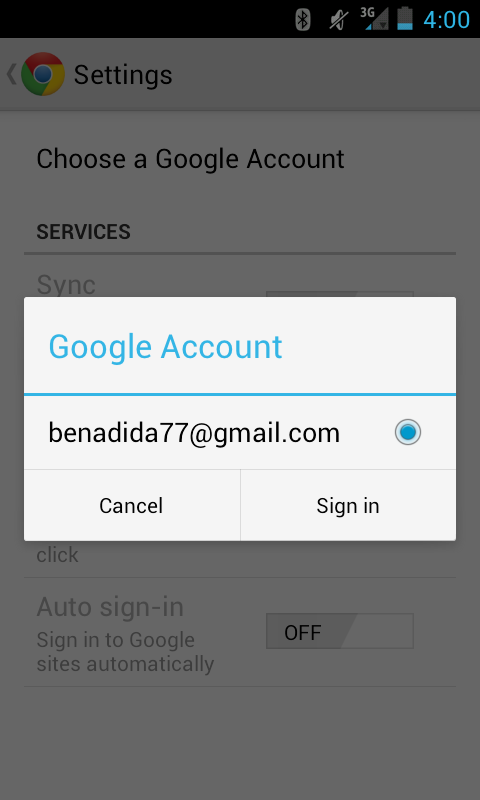 3G 4:00
Settings
Choose a Google Account
SERVICES
Sync
Google Account
benadida77@gmail.com
Cancel Sign in
click
Auto sign-in
Sign in to Google
sites automatically
OFF